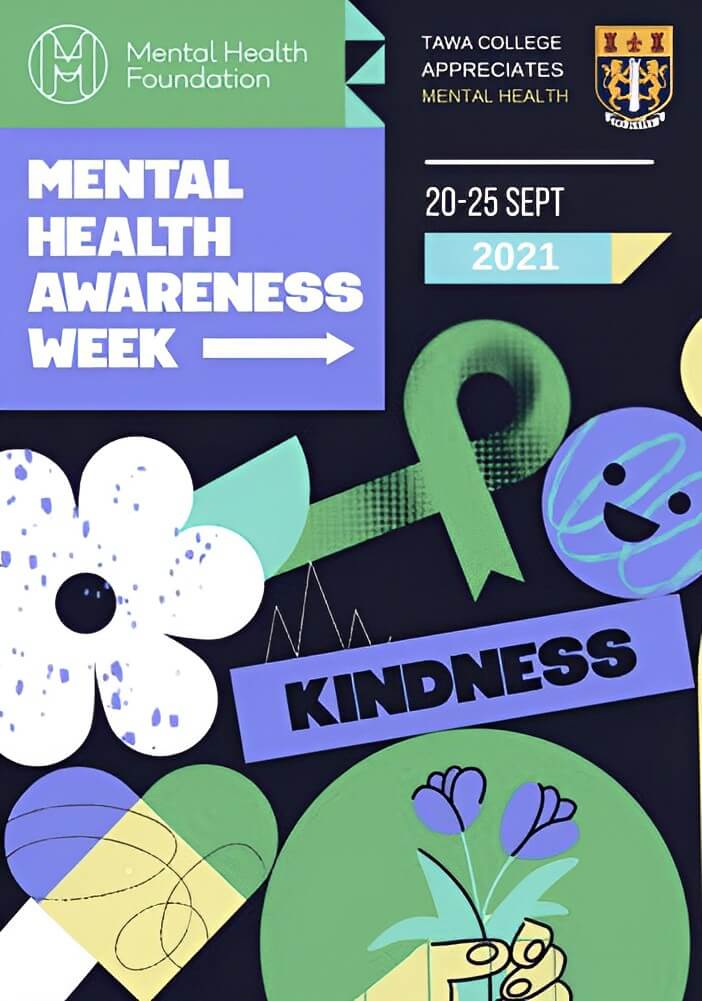 Mental Health
Foundation
TAWA COLLEGE
APPRECIATES
MENTAL HEALTH
MENTAL
HEALTH
AWARENESS
WEEK
20-25 SEPT
2021
KINDNESS